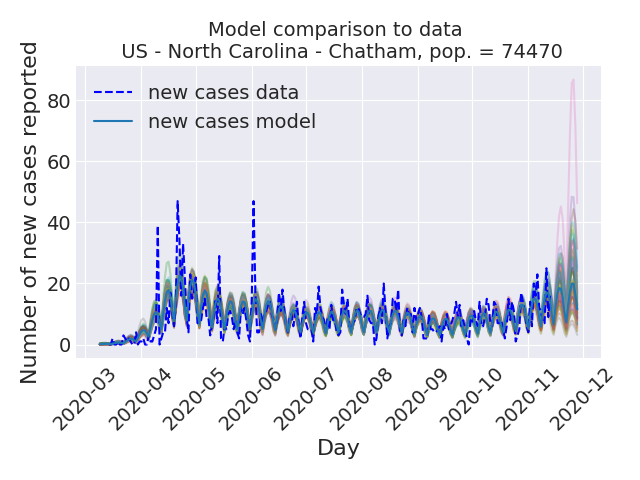 Model comparison to data
US - North Carolina - Chatham, pop. = 74470
Number of new cases reported
80
60
40
20
0
new cases data
new cases model
2020-03
2020-04
2020-05
2020-06
2020-07
2020-08
2020-09
2020-10
2020-11
2020-12
Day